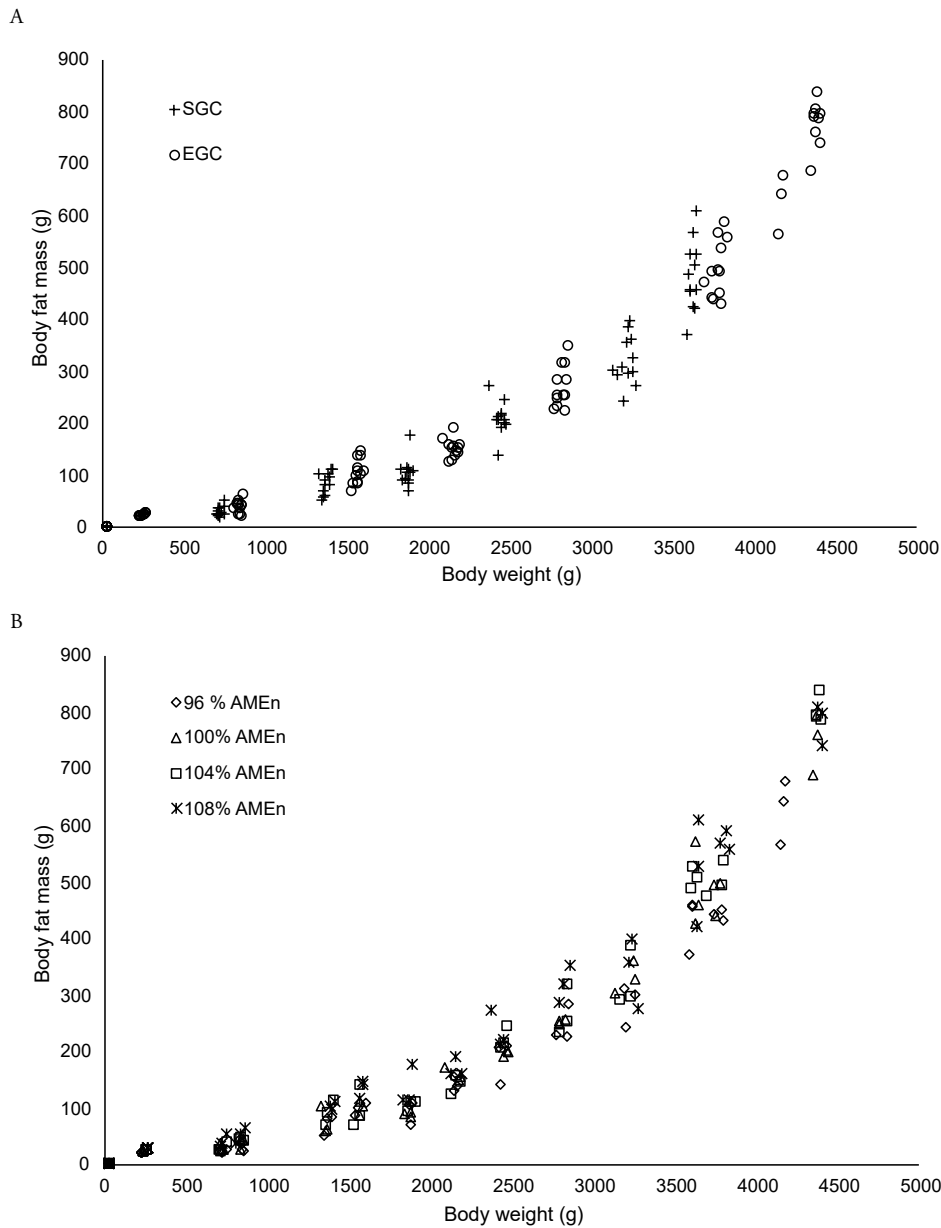 A
900
800
700
600
500
400
300
200
100
0
Body fat mass (g)
SGC
EGC
0 500 1000 1500 2000 2500 3000 3500 4000 4500 5000
Body weight (g)
B
900
800
700
600
500
400
300
200
100
0
Body fat mass (g)
96 % AMEn
100% AMEn
104% AMEn
108% AMEn
0 500 1000 1500 2000 2500 3000 3500 4000 4500 5000
Body weight (g)